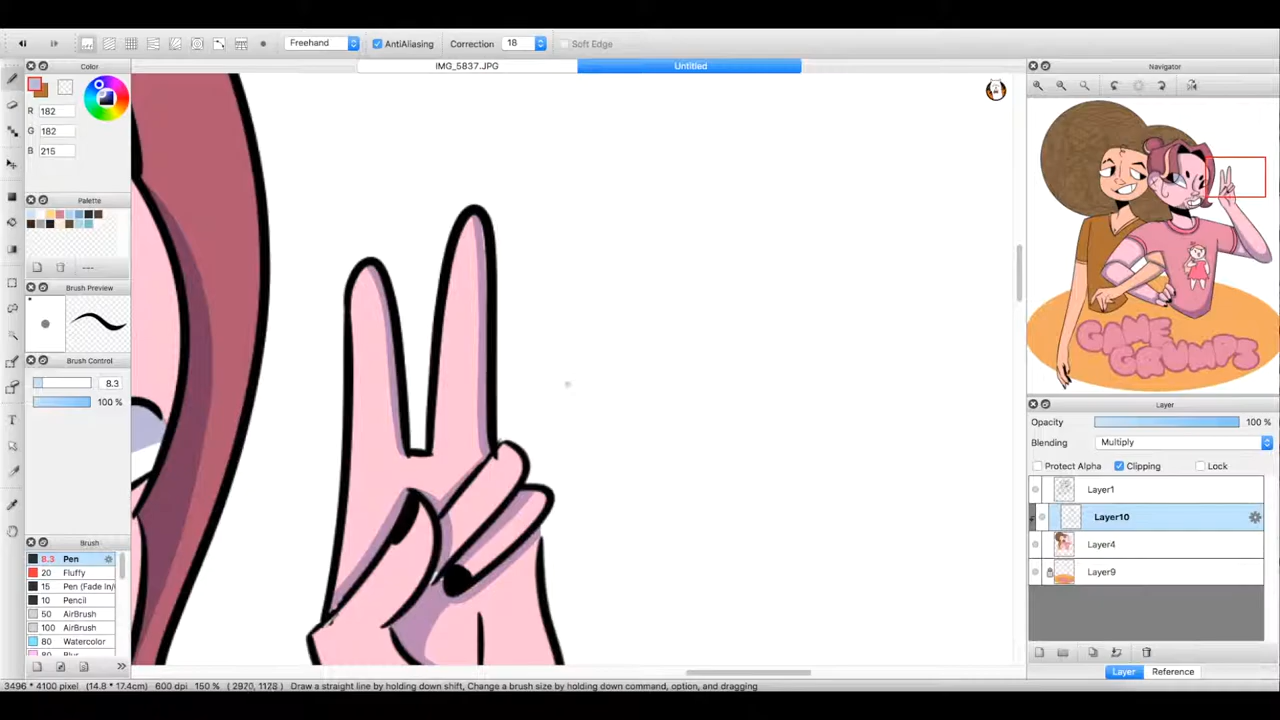 Freehand AntiAliasing Correction 18 Soft Edge
Color IMG_5837.JPG Untitled Navigator
R 182
G 182
B 215
Palette
---
Brush Preview
Brush Control
8.3
100 %
Brush
8.3 Pen
20 Fluffy
15 Pen (Fade In/
10 Pencil
50 AirBrush
100 AirBrush
80 Watercolor
80 Blur
GAME
GRUMPS
Layer
Opacity 100 %
Blending Multiply
Protect Alpha Clipping Lock
Layer1
Layer10
Layer4
Layer9
Layer Reference
3496 * 4100 pixel (14.8 * 17.4cm) 600 dpi 150 % ( 2970, 1128 ) Draw a straight line by holding down shift, Change a brush size by holding down command, option, and dragging